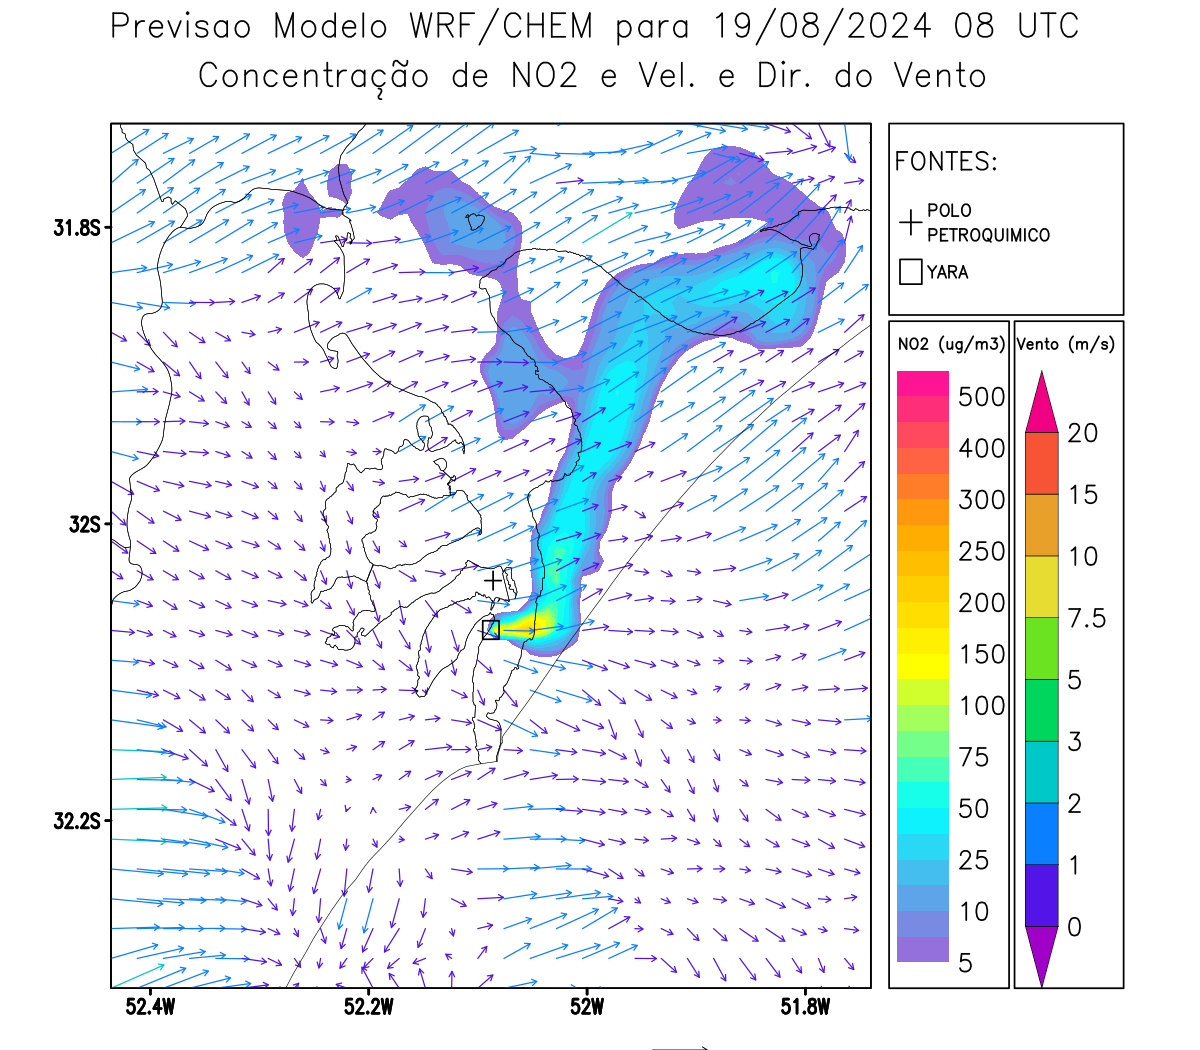 Previsao Modelo WRF/CHEM para 19/08/2024 08 UTC
Concentração de NO2 e Vel. e Dir. do Vento
FONTES:
POLO
PETROQUIMICO
YARA
NO2 (ug/m3)
500
400
300
250
200
150
100
75
50
25
10
5
Vento (m/s)
20
15
10
7.5
5
3
2
1
0
31.8S
32S
32.2S
52.4W
52.2W
52W
51.8W